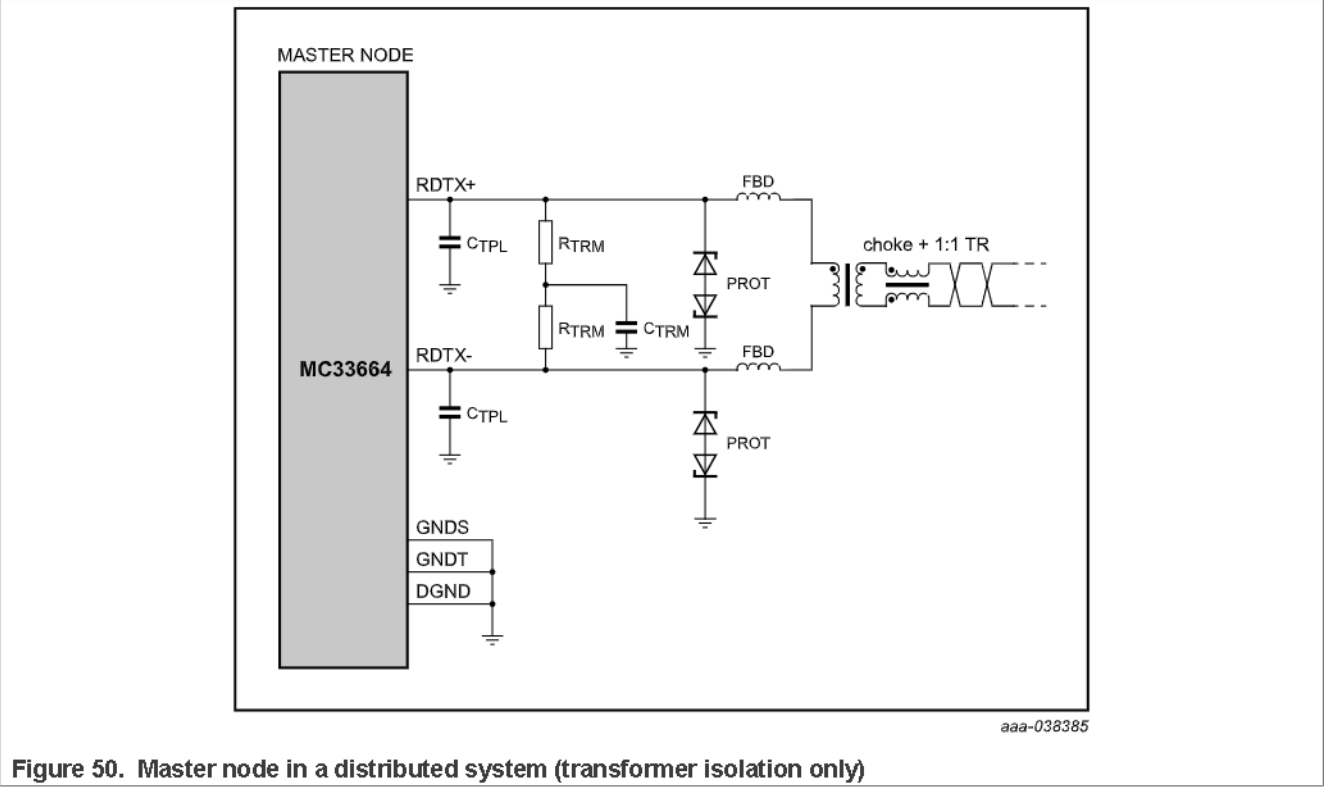 MASTER NODE
RDTX+
FBD
CTPL
RTRM
choke + 1:1 TR
PROT
RTRM
CTRM
RDTX-
FBD
MC33664
CTPL
PROT
GNDS
GNDT
DGND
aaa-038385
Figure 50. Master node in a distributed system (transformer isolation only)